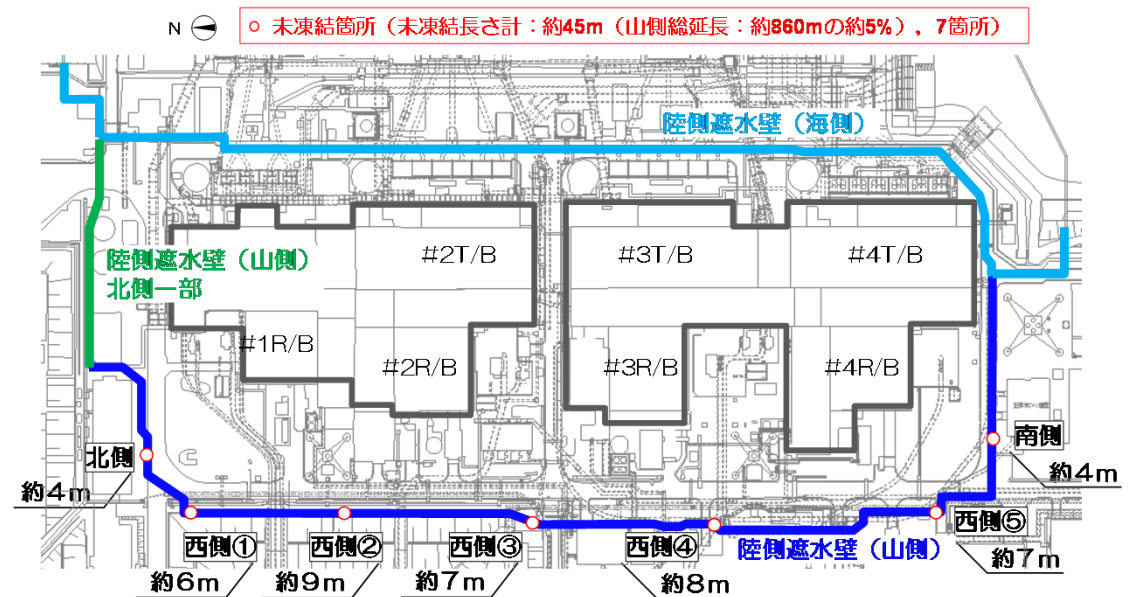 N
未凍結箇所（未凍結長さ計：約45m（山側総延長：約860mの約5%），7箇所）
陸側遮水壁（海側）
陸側遮水壁（山側）
北側一部
#2T/B
#3T/B
#4T/B
#1R/B
#2R/B
#3R/B
#4R/B
北側
約4m
南側
約4m
西側①
約6m
西側②
約9m
西側③
約7m
西側④
約8m
陸側遮水壁（山側）
西側⑤
約7m